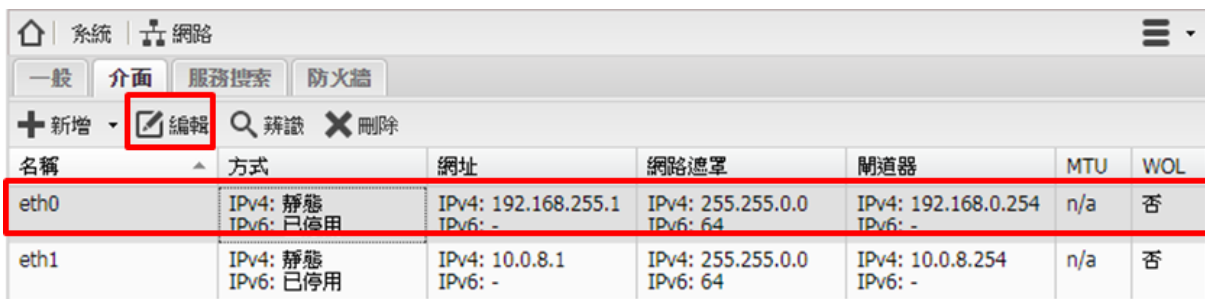 系統 網路
一般 介面 服務搜索 防火牆
新增 編輯 辨識 刪除
名稱 方式 網址 網路遮罩 閘道器 MTU WOL
eth0 IPv4: 靜態 IPv4: 192.168.255.1 IPv4: 255.255.0.0 IPv4: 192.168.0.254 n/a 否
IPv6: 已停用 IPv6: - IPv6: 64 IPv6: -
eth1 IPv4: 靜態 IPv4: 10.0.8.1 IPv4: 255.255.0.0 IPv4: 10.0.8.254 n/a 否
IPv6: 已停用 IPv6: - IPv6: 64 IPv6: -